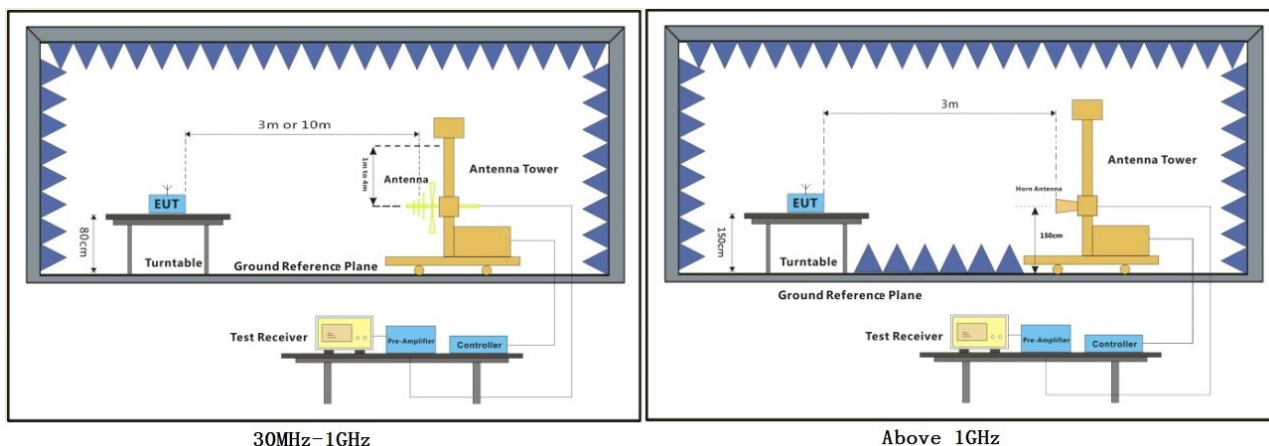 3m or 10m
1m to 4m
Antenna
Antenna Tower
EUT
80cm
Turntable
Ground Reference Plane
Test Receiver
Pre-Amplifier
Controller
30MHz-1GHz
3m
Antenna Tower
Horn Antenna
EUT
150cm
150cm
Turntable
Ground Reference Plane
Test Receiver
Pre-Amplifier
Controller
Above 1GHz